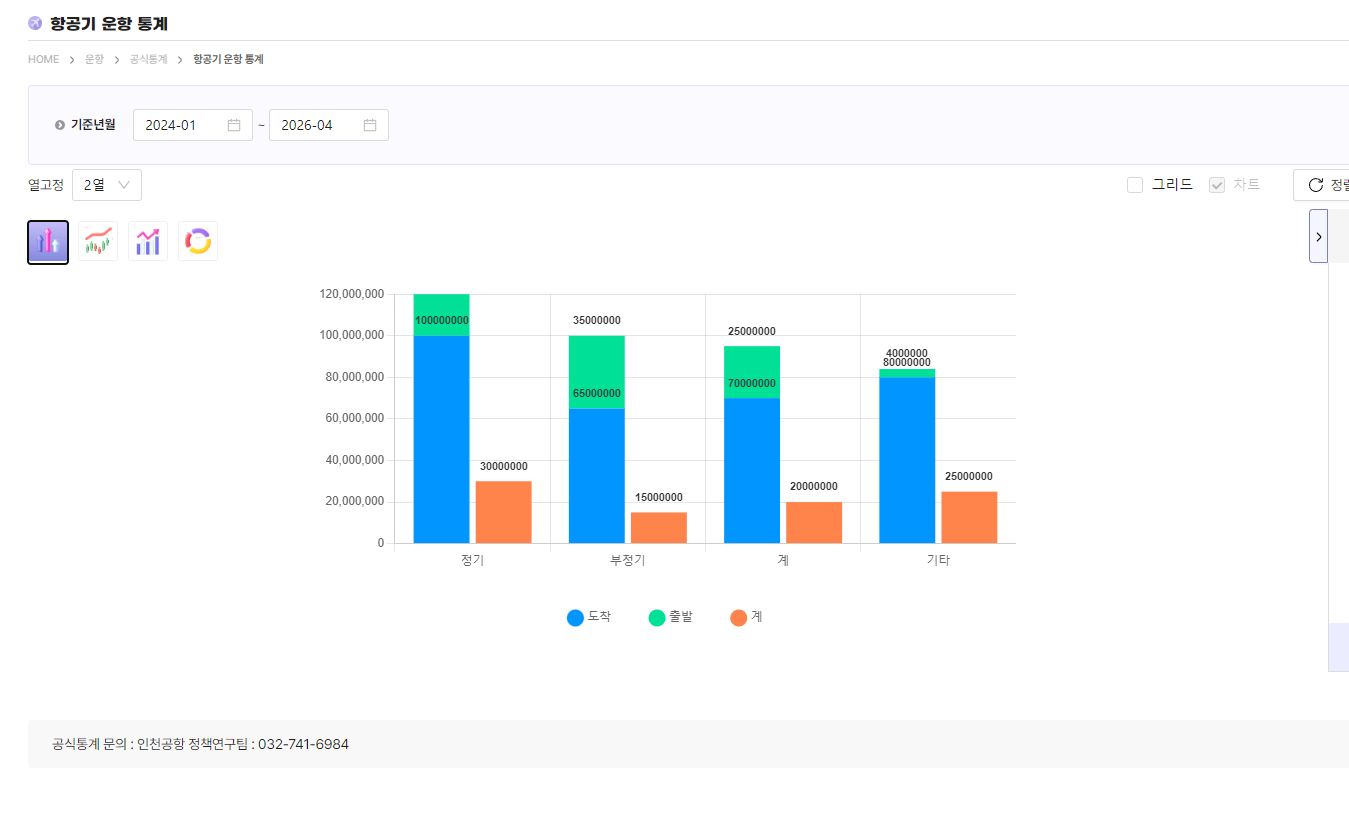 항공기 운항 통계
HOME > 운항 > 공식통계 > 항공기 운항 통계
기준년월 2024-01 ~ 2026-04
열고정 2열 그리드 차트 정렬
120,000,000
100,000,000
80,000,000
60,000,000
40,000,000
20,000,000
0
100000000
30000000
35000000
65000000
15000000
25000000
70000000
20000000
4000000
80000000
25000000
정기 부정기 계 기타
도착 출발 계
공식통계 문의 : 인천공항 정책연구팀 : 032-741-6984